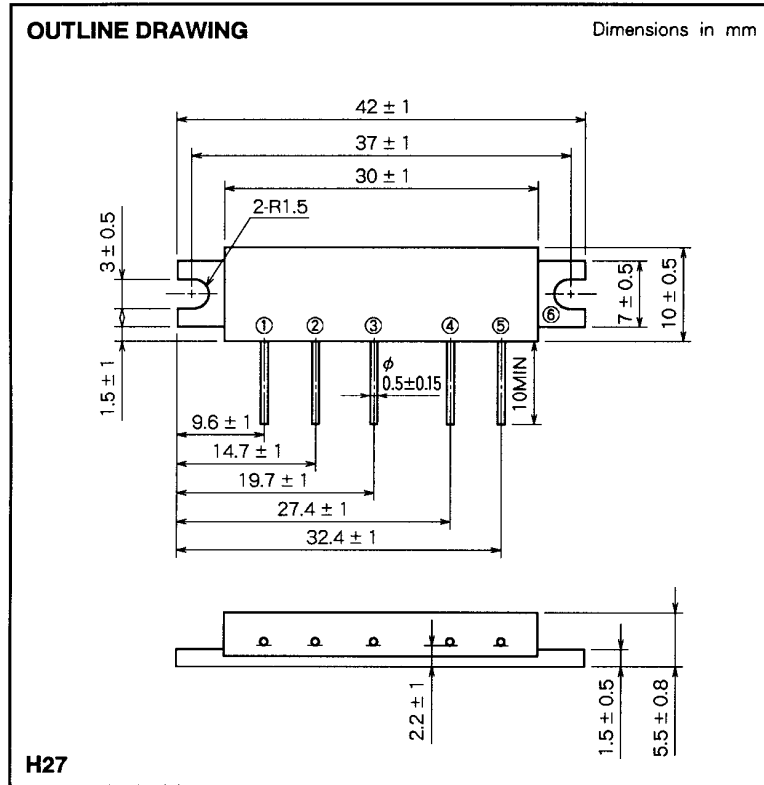 OUTLINE DRAWING
Dimensions in mm
42 ± 1
37 ± 1
30 ± 1
2-R1.5
3 ± 0.5
7 ± 0.5
10 ± 0.5
⑥
① ② ③ ④ ⑤
1.5 ± 1
ϕ
0.5±0.15
10MIN
9.6 ± 1
14.7 ± 1
19.7 ± 1
27.4 ± 1
32.4 ± 1
2.2 ± 1
1.5 ± 0.5
5.5 ± 0.8
H27